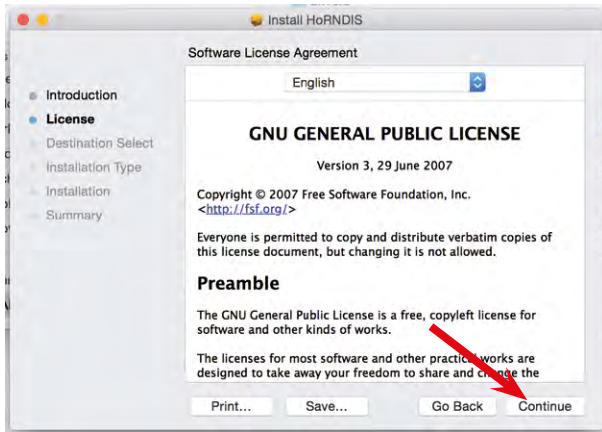 Install HoRNDIS
Software License Agreement
English
Introduction
License
Destination Select
Installation Type
Installation
Summary
GNU GENERAL PUBLIC LICENSE
Version 3, 29 June 2007
Copyright © 2007 Free Software Foundation, Inc.
<http://fsf.org/>
Everyone is permitted to copy and distribute verbatim copies of
this license document, but changing it is not allowed.
Preamble
The GNU General Public License is a free, copyleft license for
software and other kinds of works.
The licenses for most software and other practical works are
designed to take away your freedom to share and change the
Print...
Save...
Go Back
Continue